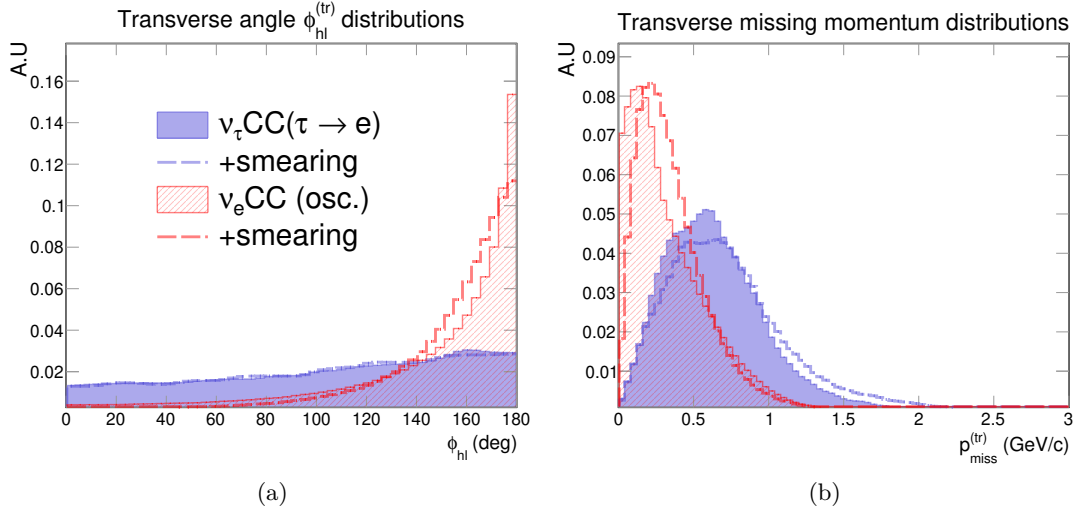 Transverse angle ϕ_hl^(tr) distributions
A.U
0.16
0.14
0.12
0.1
0.08
0.06
0.04
0.02
ν_τCC(τ → e)
+smearing
ν_eCC (osc.)
+smearing
0 20 40 60 80 100 120 140 160 180
ϕ_hl (deg)
(a)
Transverse missing momentum distributions
A.U
0.09
0.08
0.07
0.06
0.05
0.04
0.03
0.02
0.01
0 0.5 1 1.5 2 2.5 3
p_miss^(tr) (GeV/c)
(b)